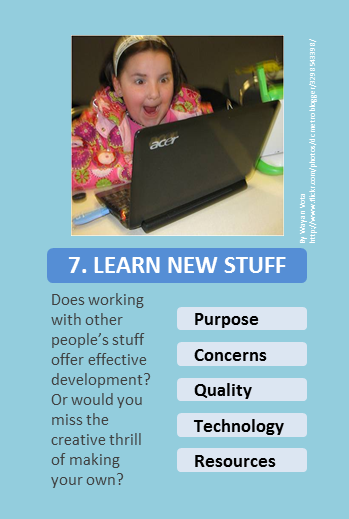 acer
By Wayan Vota
http://www.flickr.com/photos/dcmetroblogger/3298543398/
7. LEARN NEW STUFF
Does working
with other
people's stuff
offer effective
development?
Or would you
miss the
creative thrill
of making
your own?
Purpose
Concerns
Quality
Technology
Resources